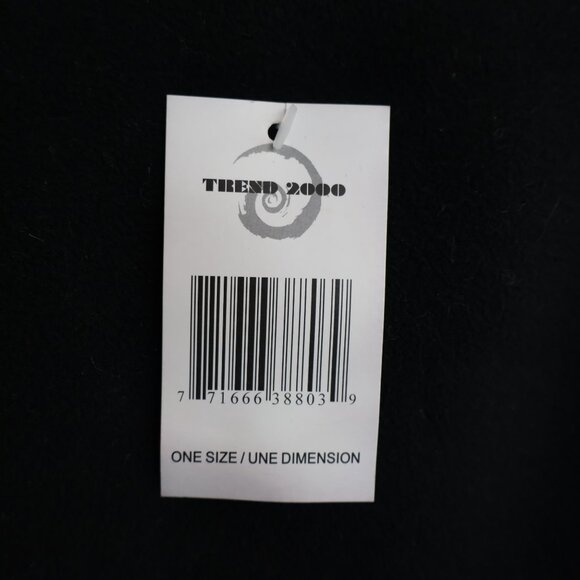 TREND 2000
7 71666 38803 9
ONE SIZE / UNE DIMENSION